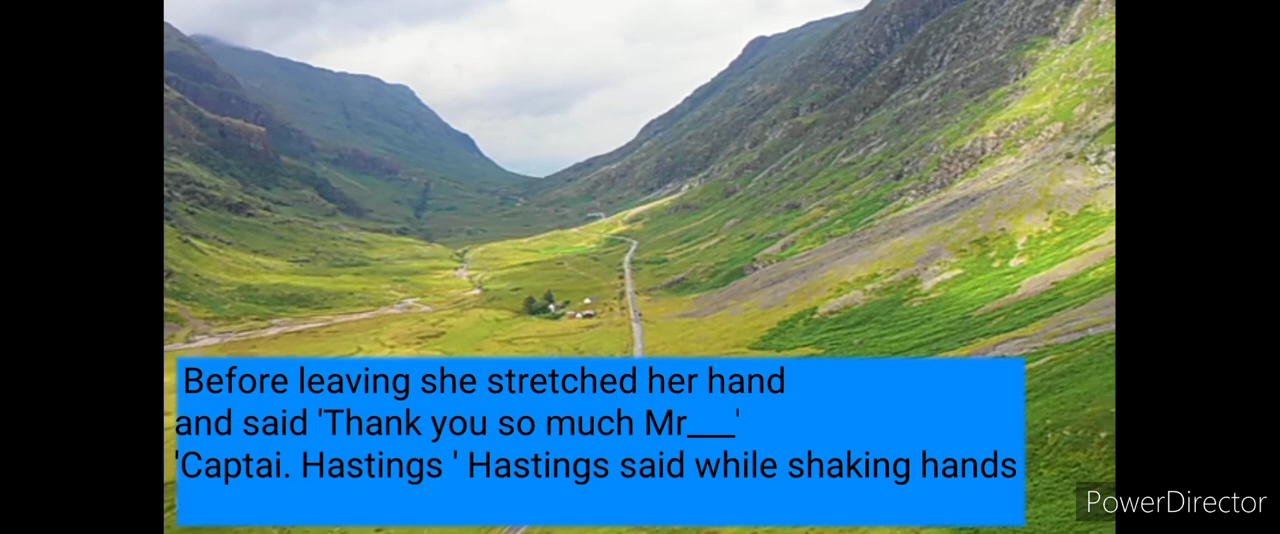 Before leaving she stretched her hand
and said 'Thank you so much Mr___'
'Captai. Hastings ' Hastings said while shaking hands
PowerDirector